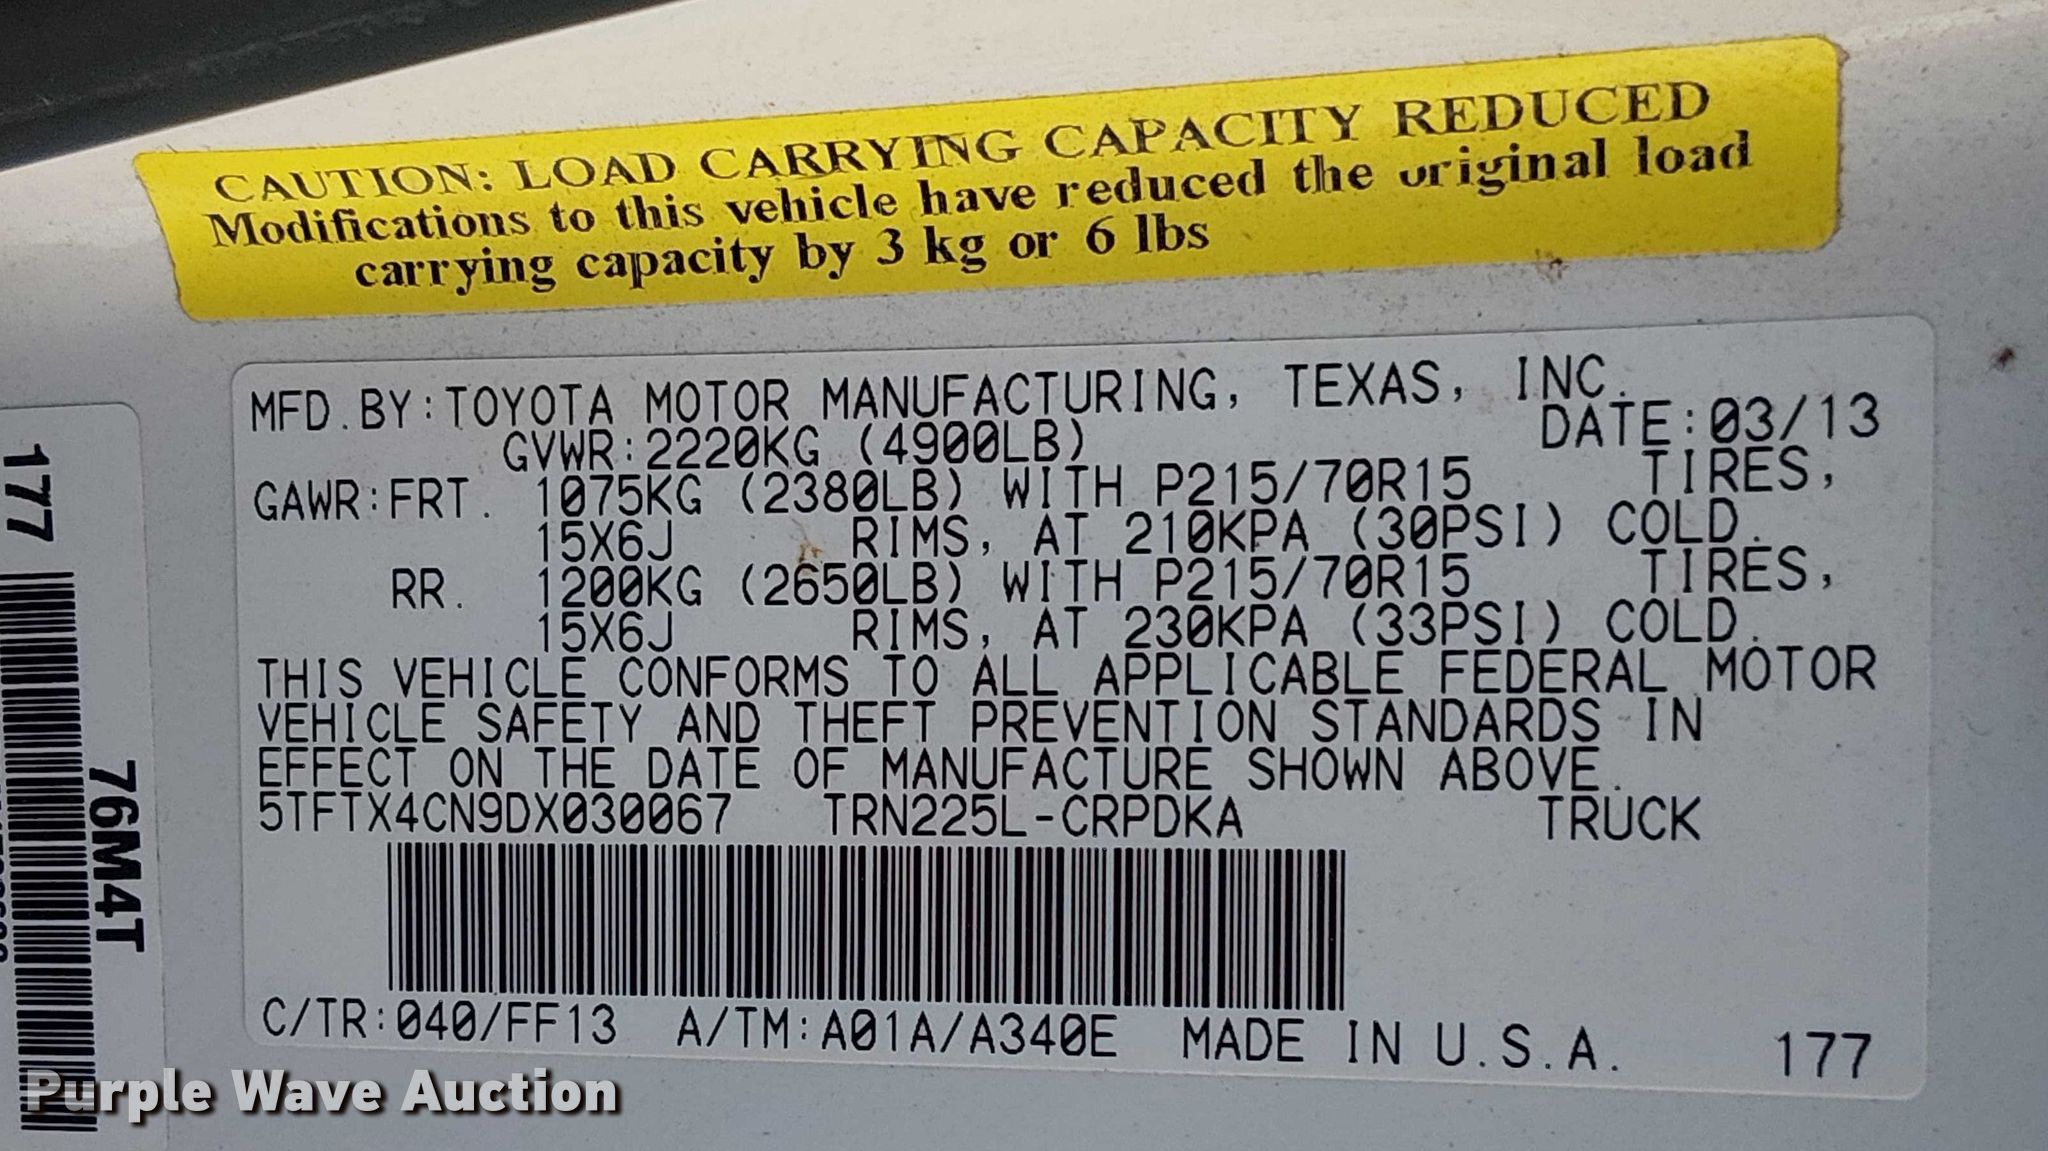 CAUTION: LOAD CARRYING CAPACITY REDUCED
Modifications to this vehicle have reduced the original load
carrying capacity by 3 kg or 6 lbs
MFD.BY:TOYOTA MOTOR MANUFACTURING, TEXAS, INC.
GVWR:2220KG (4900LB) DATE:03/13
GAWR:FRT. 1075KG (2380LB) WITH P215/70R15 TIRES,
15X6J RIMS, AT 210KPA (30PSI) COLD.
RR. 1200KG (2650LB) WITH P215/70R15 TIRES,
15X6J RIMS, AT 230KPA (33PSI) COLD.
THIS VEHICLE CONFORMS TO ALL APPLICABLE FEDERAL MOTOR
VEHICLE SAFETY AND THEFT PREVENTION STANDARDS IN
EFFECT ON THE DATE OF MANUFACTURE SHOWN ABOVE.
5TFTX4CN9DX030067 TRN225L-CRPDKA TRUCK
C/TR:040/FF13 A/TM:A01A/A340E MADE IN U.S.A. 177
177
76M4T
Purple Wave Auction